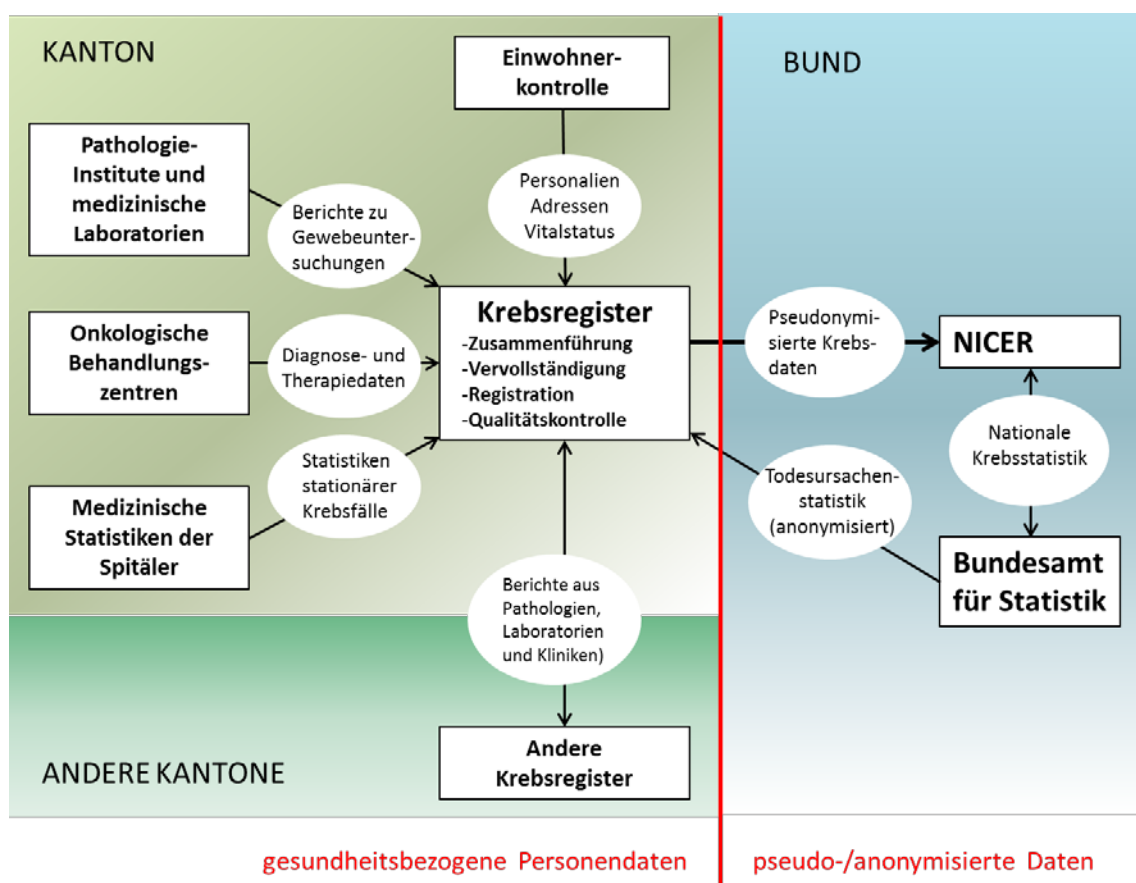 KANTON
Einwohner-
kontrolle
BUND
Pathologie-
Institute und
medizinische
Laboratorien
Berichte zu
Gewebeunter-
suchungen
Personalien
Adressen
Vitalstatus
Onkologische
Behandlungs-
zentren
Diagnose- und
Therapiedaten
Krebsregister
-Zusammenführung
-Vervollständigung
-Registration
-Qualitätskontrolle
Pseudonymi-
sierte Krebs-
daten
NICER
Medizinische
Statistiken der
Spitäler
Statistiken
stationärer
Krebsfälle
Todesursachen-
statistik
(anonymisiert)
Nationale
Krebsstatistik
Bundesamt
für Statistik
Berichte aus
Pathologien,
Laboratorien
und Kliniken)
ANDERE KANTONE
Andere
Krebsregister
gesundheitsbezogene Personendaten
pseudo-/anonymisierte Daten